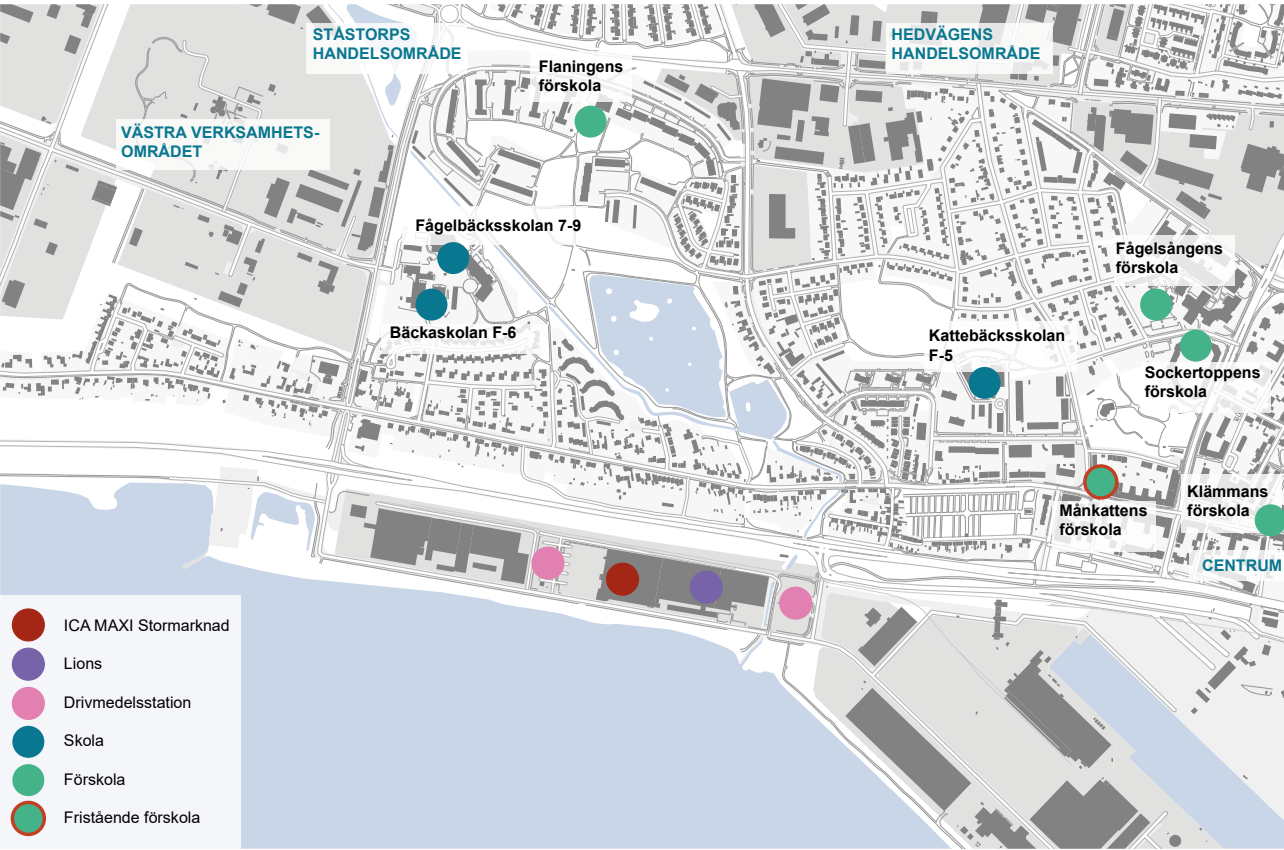 STÅSTORPS
HANDELSOMRÅDE
HEDVÄGENS
HANDELSOMRÅDE
Flaningens
förskola
VÄSTRA VERKSAMHETS-
OMRÅDET
Fågelbäcksskolan 7-9
Fågelsångens
förskola
Bäckaskolan F-6
Kattebäcksskolan
F-5
Sockertoppens
förskola
Klämmans
förskola
Månkattens
förskola
CENTRUM
ICA MAXI Stormarknad
Lions
Drivmedelsstation
Skola
Förskola
Fristående förskola